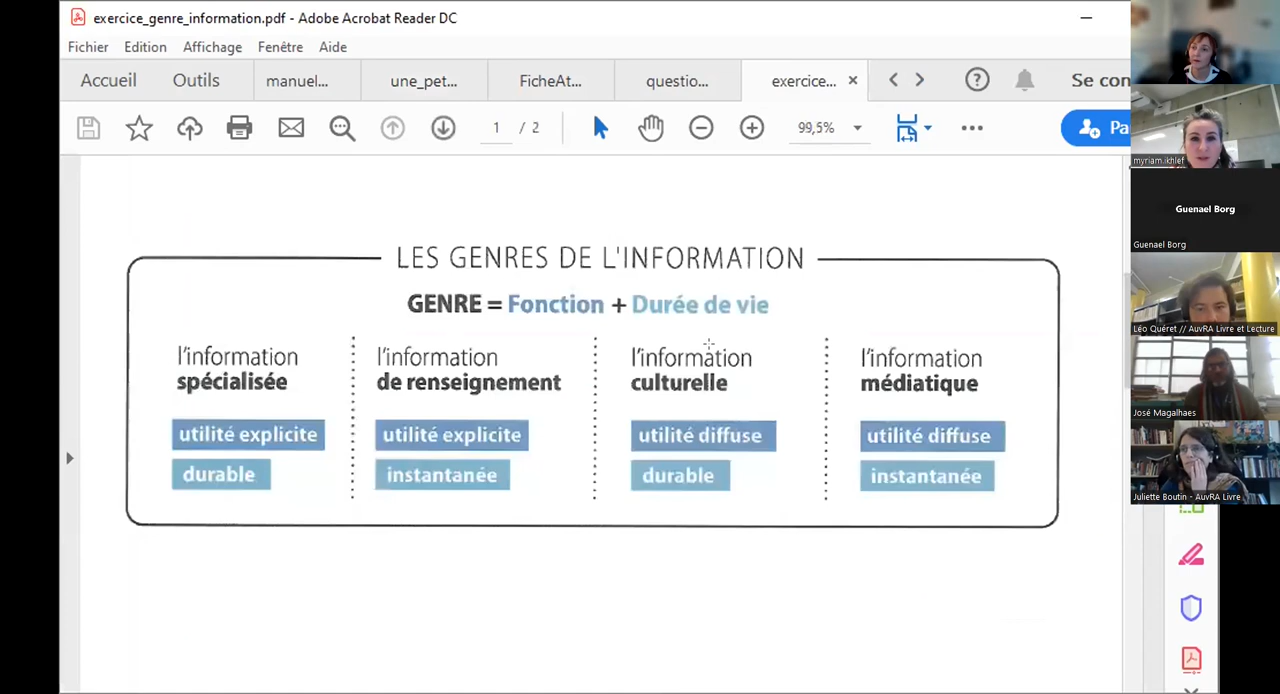 exercice_genre_information.pdf - Adobe Acrobat Reader DC
Fichier Edition Affichage Fenêtre Aide
Accueil Outils manuel... une_pet... FicheAt... questio... exercice... Se con
1 / 2 99,5% Pa
LES GENRES DE L'INFORMATION
GENRE = Fonction + Durée de vie
l'information
spécialisée
utilité explicite
durable
l'information
de renseignement
utilité explicite
instantanée
l'information
culturelle
utilité diffuse
durable
l'information
médiatique
utilité diffuse
instantanée
myriam.ikhlef
Guenael Borg
Guenael Borg
Léo Quéret // AuvRA Livre et Lecture
José Magalhaes
Juliette Boutin - AuvRA Livre